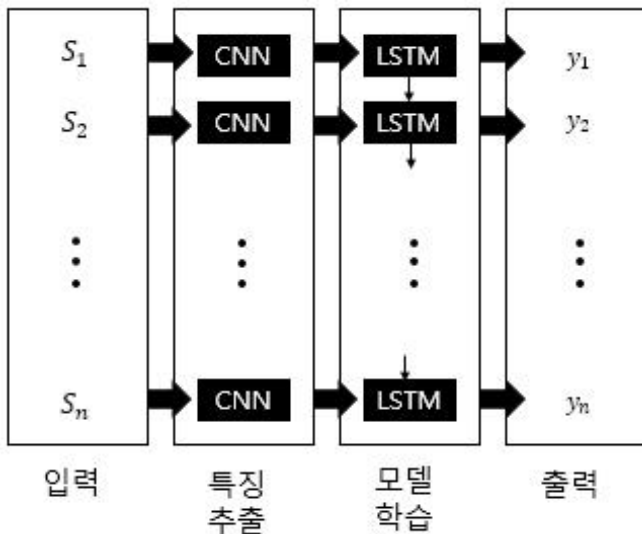 S₁ CNN LSTM y₁
S₂ CNN LSTM y₂
Sₙ CNN LSTM yₙ
입력 특징 모델 출력
추출 학습